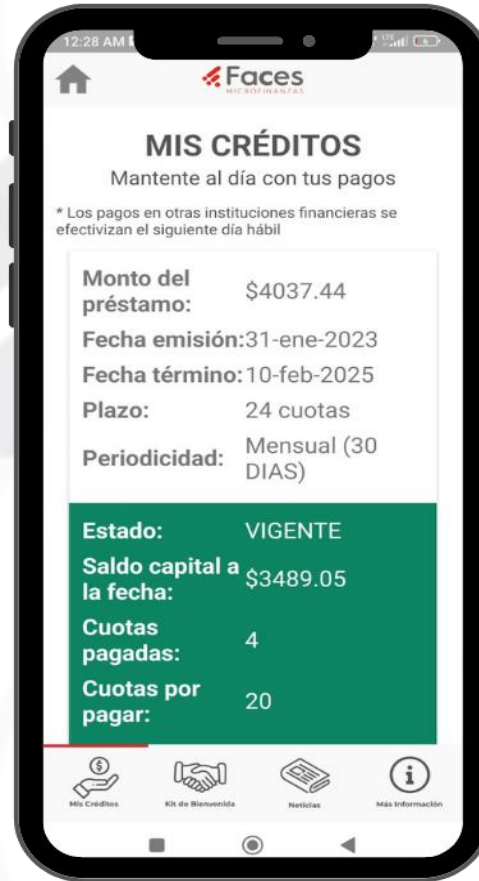 12:28 AM
LTE
Faces
MICROFINANZAS
MIS CRÉDITOS
Mantente al día con tus pagos
* Los pagos en otras instituciones financieras se
efectivizan el siguiente día hábil
Monto del
préstamo:
$4037.44
Fecha emisión: 31-ene-2023
Fecha término: 10-feb-2025
Plazo: 24 cuotas
Periodicidad:
Mensual (30
DIAS)
Estado: VIGENTE
Saldo capital a
la fecha:
$3489.05
Cuotas
pagadas:
4
Cuotas por
pagar:
20
Mis Créditos
Kit de Bienvenida
Noticias
Más Información